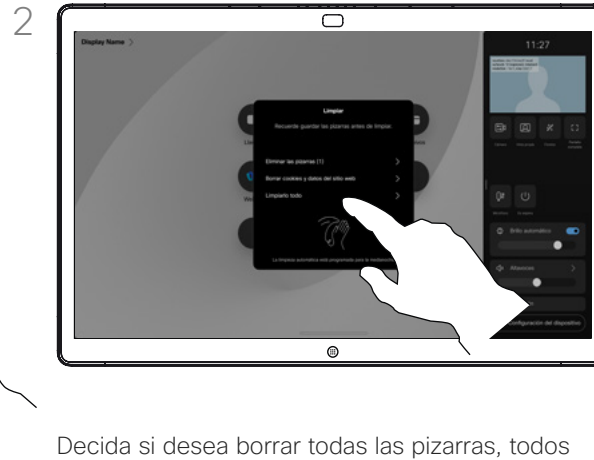 2
Display Name
11:27
Limpiar
Recuerde guardar las pizarras antes de limpiar.
Eliminar las pizarras (1)
Borrar cookies y datos del sitio web
Limpiarlo todo
La limpieza automática está programada para la medianoche
Brillo automático
Altavoces
Configuración del dispositivo
Decida si desea borrar todas las pizarras, todos